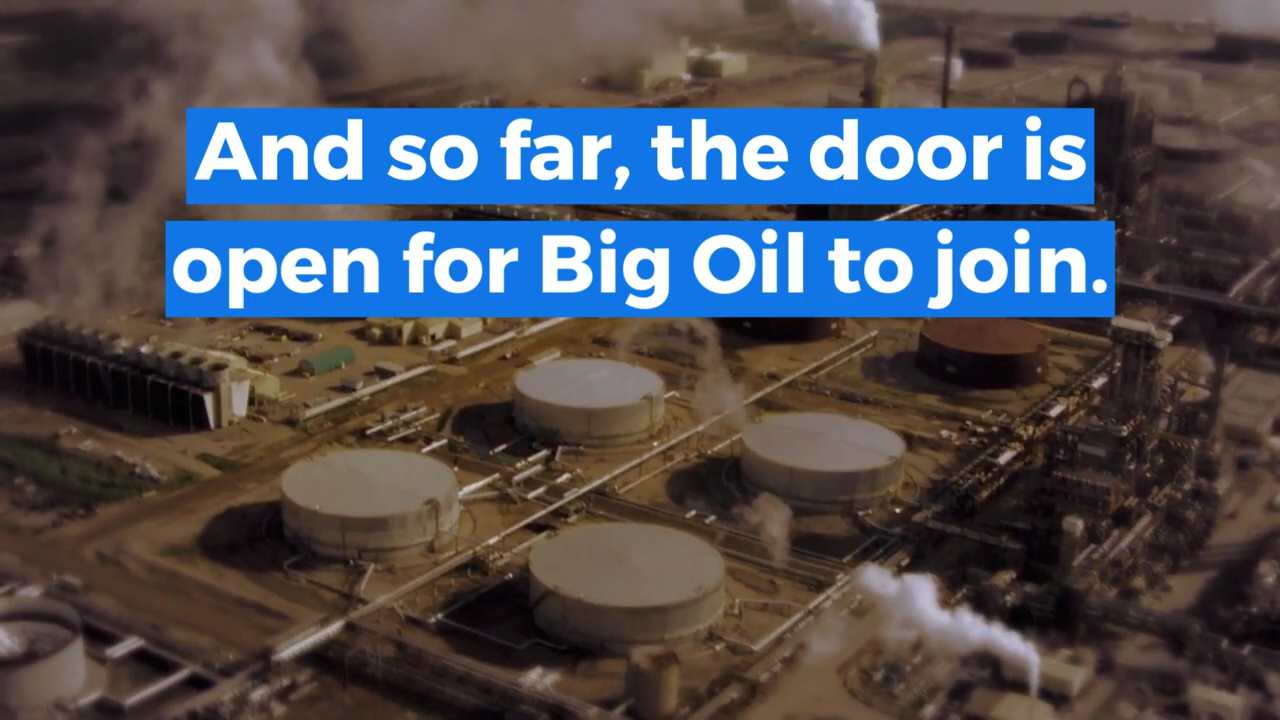 And so far, the door is
open for Big Oil to join.